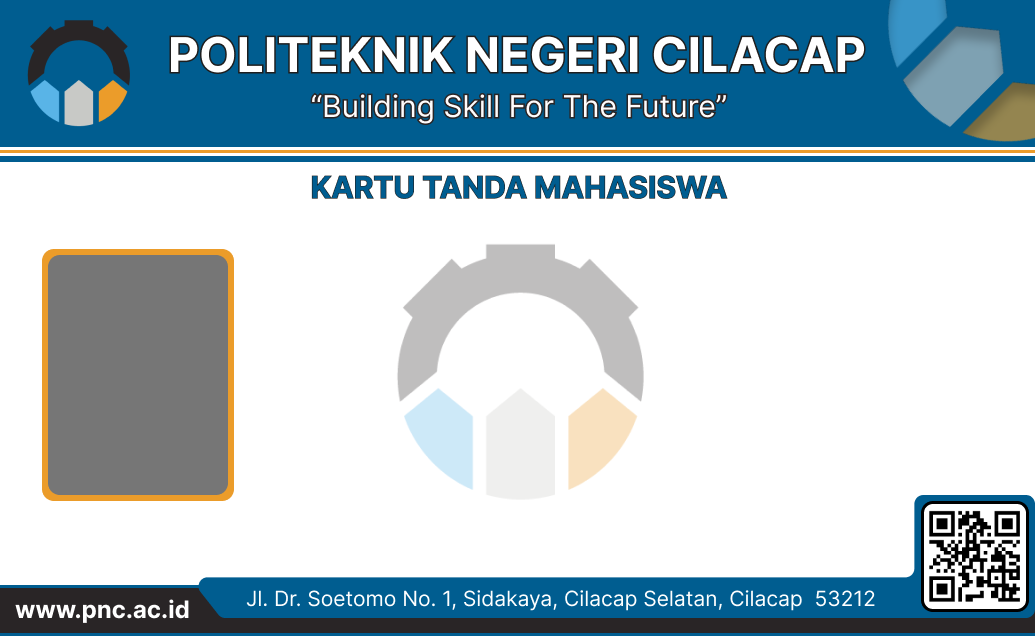 POLITEKNIK NEGERI CILACAP
“Building Skill For The Future”
KARTU TANDA MAHASISWA
www.pnc.ac.id
Jl. Dr. Soetomo No. 1, Sidakaya, Cilacap Selatan, Cilacap 53212